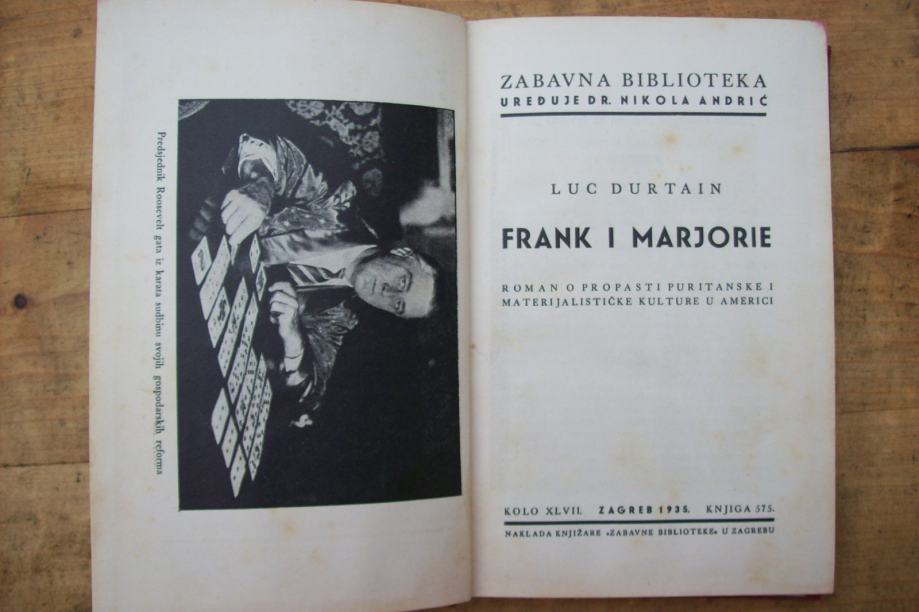 Predsjednik Roosevelt gata iz karata sudbinu svojih gospodarskih reforma
ZABAVNA BIBLIOTEKA
UREĐUJE DR. NIKOLA ANDRIĆ
LUC DURTAIN
FRANK I MARJORIE
ROMAN O PROPASTI PURITANSKE I
MATERIJALISTIČKE KULTURE U AMERICI
KOLO XLVII. ZAGREB 1935. KNJIGA 575.
NAKLADA KNJIŽARE »ZABAVNE BIBLIOTEKE« U ZAGREBU